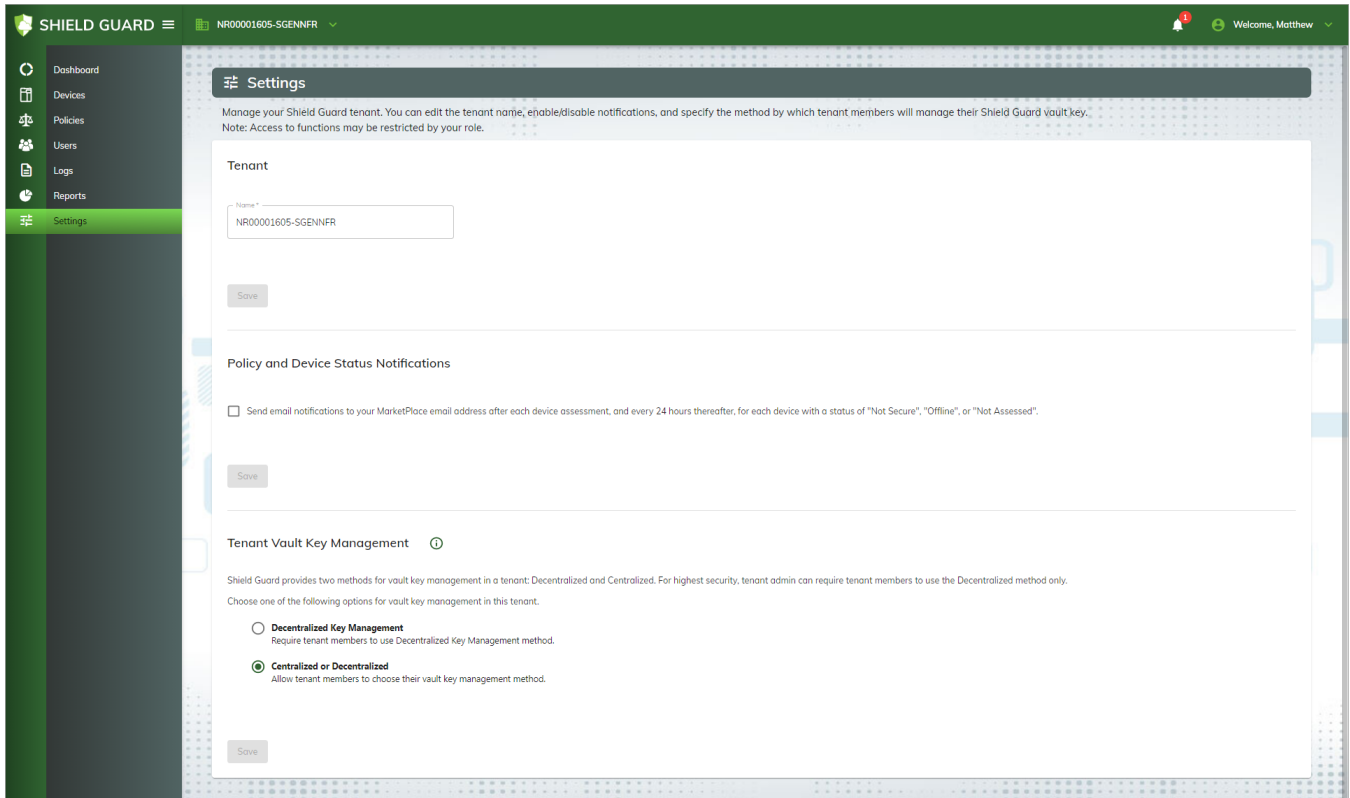 SHIELD GUARD
NR00001605-SGENNFR
1
Welcome, Matthew
Dashboard
Devices
Policies
Users
Logs
Reports
Settings
Settings
Manage your Shield Guard tenant. You can edit the tenant name, enable/disable notifications, and specify the method by which tenant members will manage their Shield Guard vault key.
Note: Access to functions may be restricted by your role.
Tenant
Name *
NR00001605-SGENNFR
Save
Policy and Device Status Notifications
Send email notifications to your MarketPlace email address after each device assessment, and every 24 hours thereafter, for each device with a status of "Not Secure", "Offline", or "Not Assessed".
Save
Tenant Vault Key Management
Shield Guard provides two methods for vault key management in a tenant: Decentralized and Centralized. For highest security, tenant admin can require tenant members to use the Decentralized method only.
Choose one of the following options for vault key management in this tenant.
Decentralized Key Management
Require tenant members to use Decentralized Key Management method.
Centralized or Decentralized
Allow tenant members to choose their vault key management method.
Save